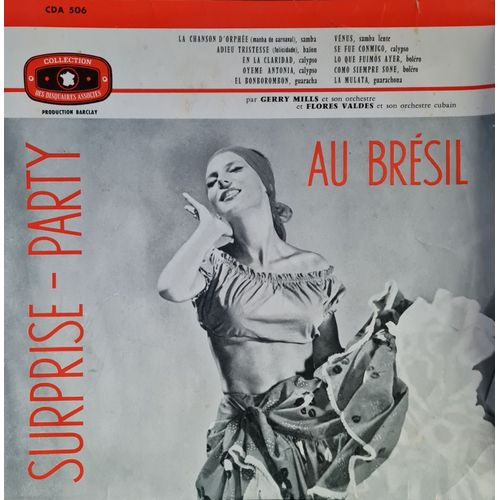 CDA 506
COLLECTION
DES DISQUAIRES ASSOCIÉS
PRODUCTION BARCLAY
LA CHANSON D'ORPHÉE (manha de carnaval), samba
ADIEU TRISTESSE (felicidade), baïon
EN LA CLARIDAD, calypso
OYEME ANTONIA, calypso
EL BONBOROMBON, guaracha
VÉNUS, samba lente
SE FUE CONMIGO, calypso
LO QUE FUIMOS AYER, boléro
COMO SIEMPRE SONE, boléro
LA MULATA, guarachona
par GERRY MILLS et son orchestre
et FLORES VALDES et son orchestre cubain
SURPRISE - PARTY
AU BRÉSIL